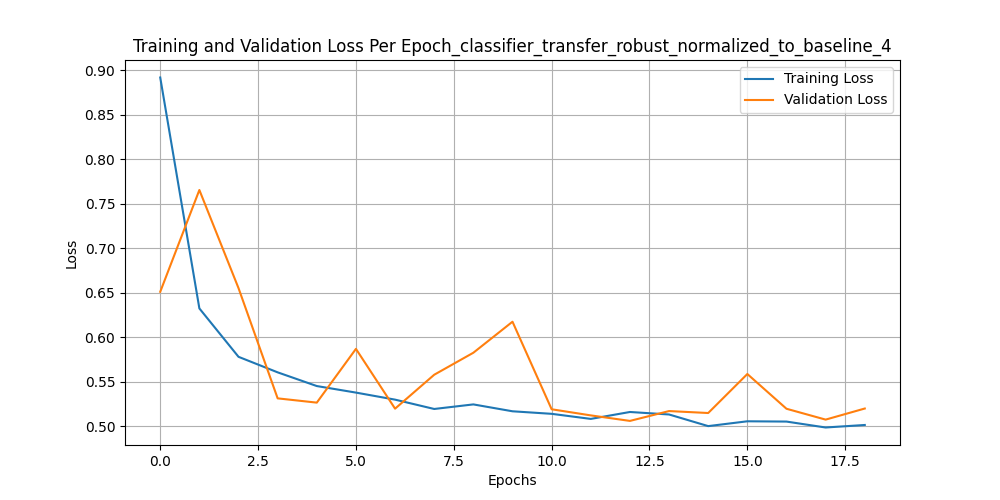 Training and Validation Loss Per Epoch_classifier_transfer_robust_normalized_to_baseline_4
Training Loss
Validation Loss
Loss
0.90
0.85
0.80
0.75
0.70
0.65
0.60
0.55
0.50
0.0 2.5 5.0 7.5 10.0 12.5 15.0 17.5
Epochs